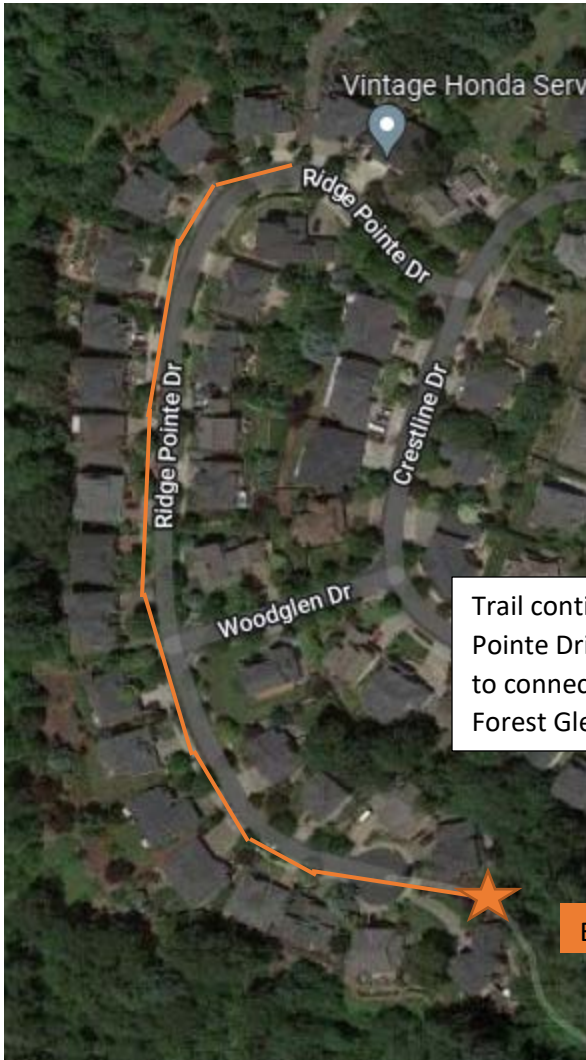 Vintage Honda Serv
Ridge Pointe Dr
Ridge Pointe Dr
Crestline Dr
Woodglen Dr
Trail conti
Pointe Dri
to connec
Forest Gle
E